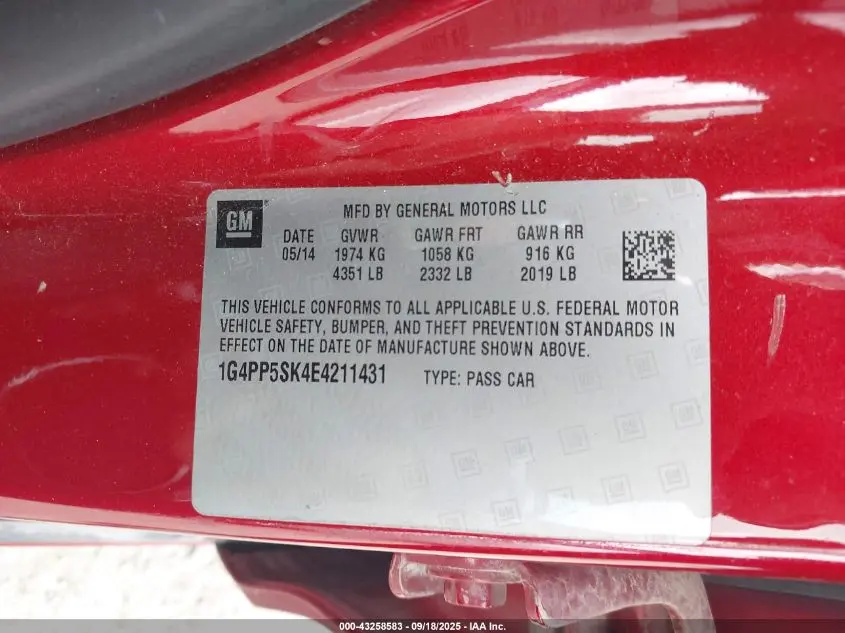 GM
MFD BY GENERAL MOTORS LLC
DATE GVWR GAWR FRT GAWR RR
05/14 1974 KG 1058 KG 916 KG
4351 LB 2332 LB 2019 LB
THIS VEHICLE CONFORMS TO ALL APPLICABLE U.S. FEDERAL MOTOR
VEHICLE SAFETY, BUMPER, AND THEFT PREVENTION STANDARDS IN
EFFECT ON THE DATE OF MANUFACTURE SHOWN ABOVE.
1G4PP5SK4E4211431 TYPE: PASS CAR
000-43258583 - 09/18/2025 - IAA Inc.